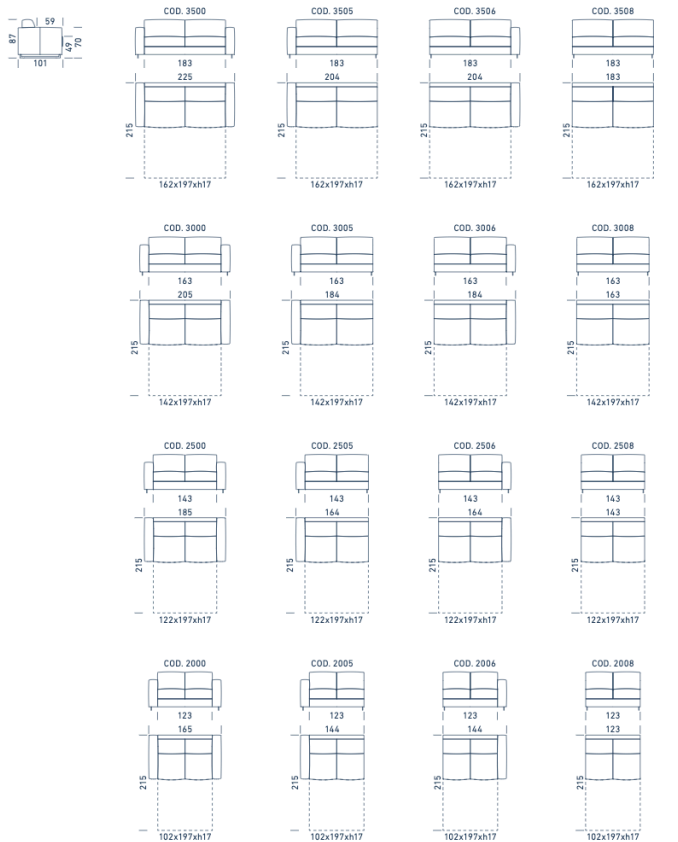 59
87
49
70
101
COD. 3500
COD. 3505
COD. 3506
COD. 3508
183
183
183
183
225
204
204
183
215
215
215
215
162x197xh17
162x197xh17
162x197xh17
162x197xh17
COD. 3000
COD. 3005
COD. 3006
COD. 3008
163
163
163
163
205
184
184
163
215
215
215
215
142x197xh17
142x197xh17
142x197xh17
142x197xh17
COD. 2500
COD. 2505
COD. 2506
COD. 2508
143
143
143
143
185
164
164
143
215
215
215
215
122x197xh17
122x197xh17
122x197xh17
122x197xh17
COD. 2000
COD. 2005
COD. 2006
COD. 2008
123
123
123
123
165
144
144
123
215
215
215
215
102x197xh17
102x197xh17
102x197xh17
102x197xh17